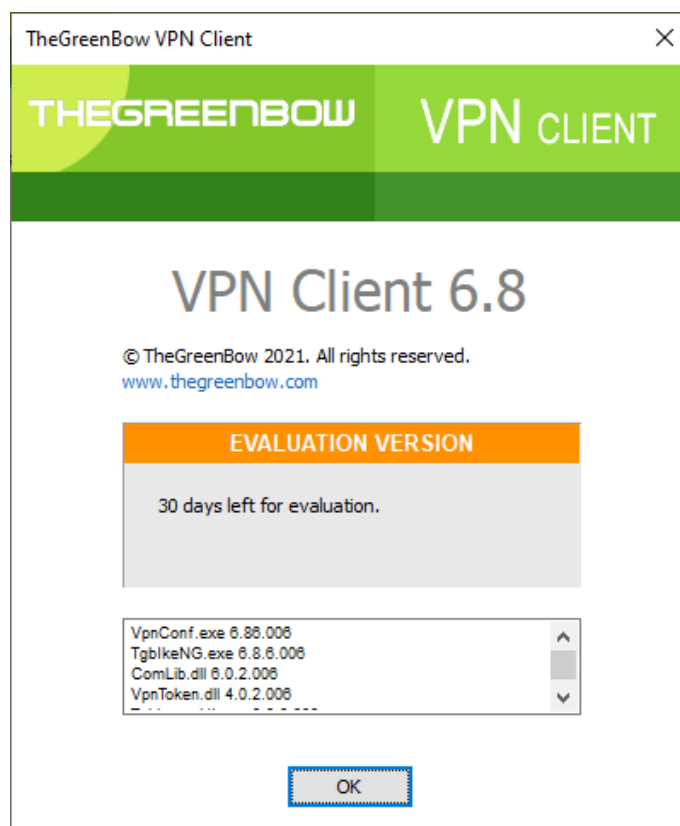 TheGreenBow VPN Client
THEGREENBOW VPN CLIENT
VPN Client 6.8
© TheGreenBow 2021. All rights reserved.
www.thegreenbow.com
EVALUATION VERSION
30 days left for evaluation.
VpnConf.exe 6.86.006
TgbIkeNG.exe 6.8.6.006
ComLib.dll 6.0.2.006
VpnToken.dll 4.0.2.006
OK